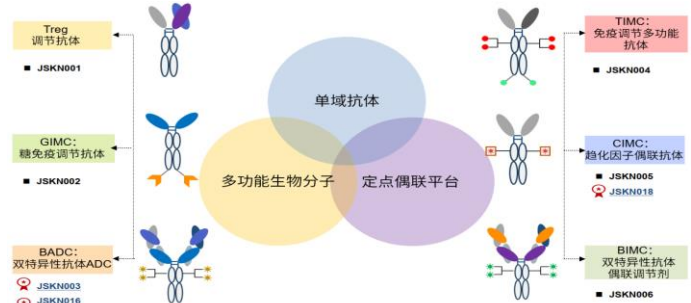 Treg
调节抗体
JSKN001
GIMC：
糖免疫调节抗体
JSKN002
BADC：
双特异性抗体ADC
JSKN003
JSKN016
单域抗体
多功能生物分子
定点偶联平台
TIMC：
免疫调节多功能
抗体
JSKN004
CIMC：
趋化因子偶联抗体
JSKN005
JSKN018
BIMC：
双特异性抗体
偶联调节剂
JSKN006